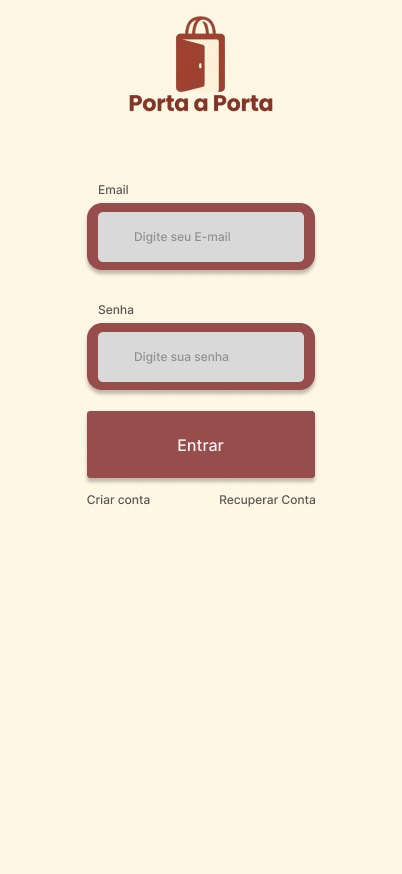 Porta a Porta
Email
Digite seu E-mail
Senha
Digite sua senha
Entrar
Criar conta
Recuperar Conta